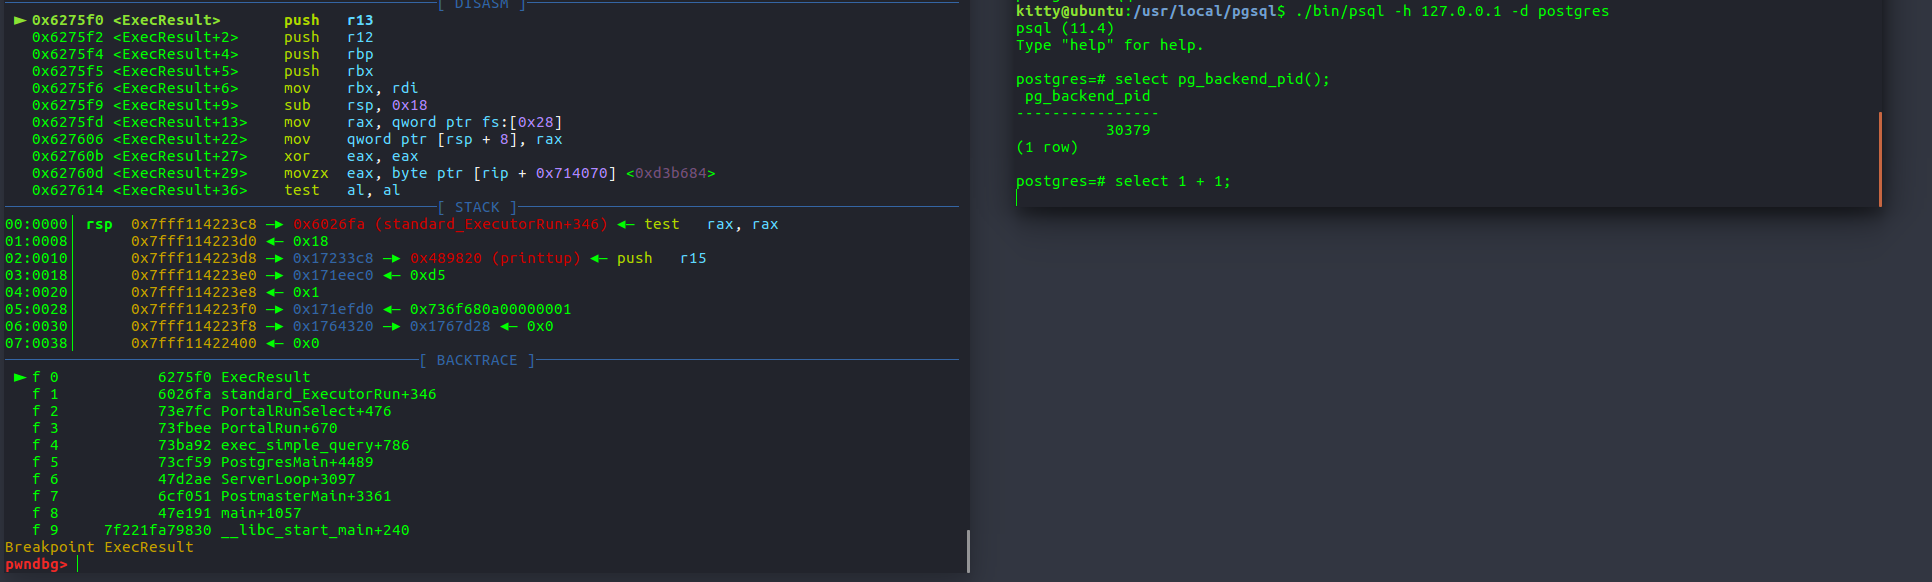 [ DISASM ]
► 0x6275f0 <ExecResult> push r13
0x6275f2 <ExecResult+2> push r12
0x6275f4 <ExecResult+4> push rbp
0x6275f5 <ExecResult+5> push rbx
0x6275f6 <ExecResult+6> mov rbx, rdi
0x6275f9 <ExecResult+9> sub rsp, 0x18
0x6275fd <ExecResult+13> mov rax, qword ptr fs:[0x28]
0x627606 <ExecResult+22> mov qword ptr [rsp + 8], rax
0x62760b <ExecResult+27> xor eax, eax
0x62760d <ExecResult+29> movzx eax, byte ptr [rip + 0x714070] <0xd3b684>
0x627614 <ExecResult+36> test al, al
[ STACK ]
00:0000│ rsp 0x7fff114223c8 —► 0x6026fa (standard_ExecutorRun+346) ◄— test rax, rax
01:0008│ 0x7fff114223d0 ◄— 0x18
02:0010│ 0x7fff114223d8 —► 0x17233c8 —► 0x489820 (printtup) ◄— push r15
03:0018│ 0x7fff114223e0 —► 0x171eec0 ◄— 0xd5
04:0020│ 0x7fff114223e8 ◄— 0x1
05:0028│ 0x7fff114223f0 —► 0x171efd0 ◄— 0x736f680a00000001
06:0030│ 0x7fff114223f8 —► 0x1764320 —► 0x1767d28 ◄— 0x0
07:0038│ 0x7fff11422400 ◄— 0x0
[ BACKTRACE ]
► f 0 6275f0 ExecResult
f 1 6026fa standard_ExecutorRun+346
f 2 73e7fc PortalRunSelect+476
f 3 73fbee PortalRun+670
f 4 73ba92 exec_simple_query+786
f 5 73cf59 PostgresMain+4489
f 6 47d2ae ServerLoop+3097
f 7 6cf051 PostmasterMain+3361
f 8 47e191 main+1057
f 9 7f221fa79830 __libc_start_main+240
Breakpoint ExecResult
pwndbg>
kitty@ubuntu:/usr/local/pgsql$ ./bin/psql -h 127.0.0.1 -d postgres
psql (11.4)
Type "help" for help.
postgres=# select pg_backend_pid();
pg_backend_pid
----------------
30379
(1 row)
postgres=# select 1 + 1;